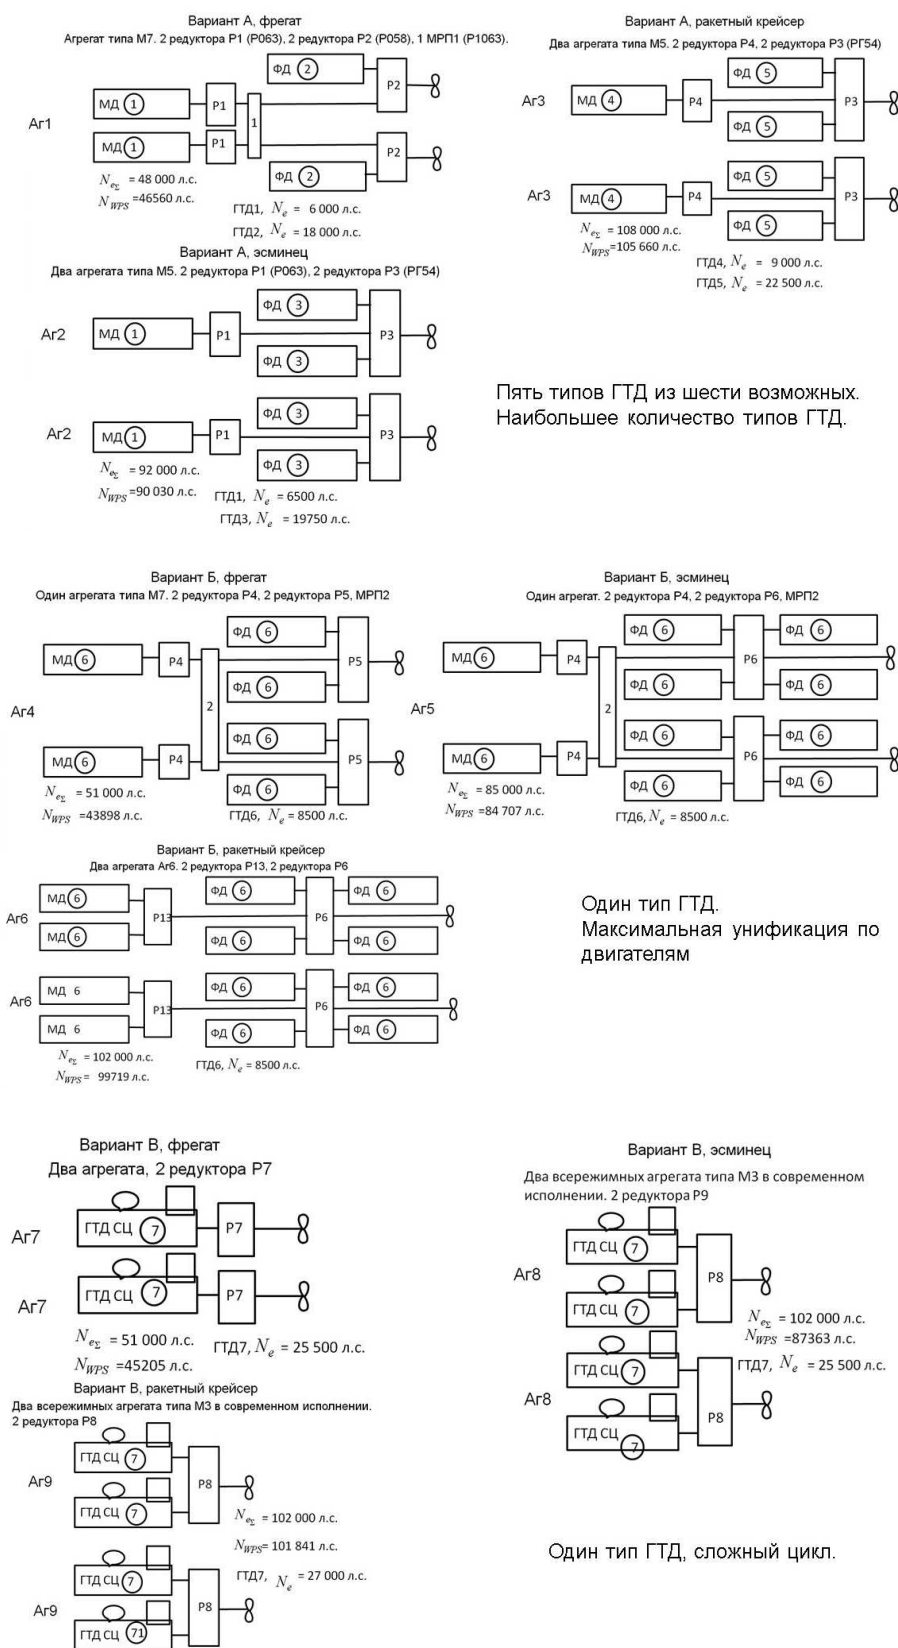 Вариант А, фрегат
Агрегат типа М7. 2 редуктора Р1 (Р063), 2 редуктора Р2 (Р058), 1 МРП1 (Р1063).
ФД 2
Р2
МД 1
Р1
1
Аг1
МД 1
Р1
Р2
ФД 2
NeΣ = 48 000 л.с.
NWPS =46560 л.с.
ГТД1, Ne = 6 000 л.с.
ГТД2, Ne = 18 000 л.с.
Вариант А, ракетный крейсер
Два агрегата типа М5. 2 редуктора Р4, 2 редуктора Р3 (РГ54)
ФД 5
Аг3
МД 4
Р4
Р3
ФД 5
ФД 5
Аг3
МД 4
Р4
Р3
ФД 5
NeΣ = 108 000 л.с.
NWPS=105 660 л.с.
ГТД4, Ne = 9 000 л.с.
ГТД5, Ne = 22 500 л.с.
Вариант А, эсминец
Два агрегата типа М5. 2 редуктора Р1 (Р063), 2 редуктора Р3 (РГ54)
ФД 3
Аг2
МД 1
Р1
Р3
ФД 3
ФД 3
Аг2
МД 1
Р1
Р3
ФД 3
NeΣ = 92 000 л.с.
NWPS =90 030 л.с.
ГТД1, Ne = 6500 л.с.
ГТД3, Ne = 19750 л.с.
Пять типов ГТД из шести возможных.
Наибольшее количество типов ГТД.
Вариант Б, фрегат
Один агрегата типа М7. 2 редуктора Р4, 2 редуктора Р5, МРП2
ФД 6
МД 6
Р4
Р5
ФД 6
Аг4
2
ФД 6
МД 6
Р4
Р5
ФД 6
NeΣ = 51 000 л.с.
NWPS =43898 л.с.
ГТД6, Ne = 8500 л.с.
Вариант Б, эсминец
Один агрегат. 2 редуктора Р4, 2 редуктора Р6, МРП2
ФД 6
ФД 6
МД 6
Р4
Р6
ФД 6
ФД 6
Аг5
2
ФД 6
ФД 6
МД 6
Р4
Р6
ФД 6
ФД 6
NeΣ = 85 000 л.с.
NWPS =84 707 л.с.
ГТД6, Ne = 8500 л.с.
Вариант Б, ракетный крейсер
Два агрегата Аг6. 2 редуктора Р13, 2 редуктора Р6
МД 6
ФД 6
ФД 6
Аг6
Р13
Р6
МД 6
ФД 6
ФД 6
МД 6
ФД 6
ФД 6
Аг6
Р13
Р6
МД 6
ФД 6
ФД 6
NeΣ = 102 000 л.с.
NWPS= 99719 л.с.
ГТД6, Ne = 8500 л.с.
Один тип ГТД.
Максимальная унификация по
двигателям
Вариант В, фрегат
Два агрегата, 2 редуктора Р7
Аг7
ГТД СЦ 7
Р7
Аг7
ГТД СЦ 7
Р7
NeΣ = 51 000 л.с.
NWPS =45205 л.с.
ГТД7, Ne = 25 500 л.с.
Вариант В, эсминец
Два всережимных агрегата типа М3 в современном
исполнении. 2 редуктора Р9
ГТД СЦ 7
Аг8
Р8
ГТД СЦ 7
ГТД СЦ 7
Аг8
Р8
ГТД СЦ 7
NeΣ = 102 000 л.с.
NWPS =87363 л.с.
ГТД7, Ne = 25 500 л.с.
Вариант В, ракетный крейсер
Два всережимных агрегата типа М3 в современном исполнении.
2 редуктора Р8
ГТД СЦ 7
Аг9
Р8
ГТД СЦ 7
NeΣ = 102 000 л.с.
NWPS= 101 841 л.с.
ГТД7, Ne = 27 000 л.с.
ГТД СЦ 7
Аг9
Р8
ГТД СЦ 71
Один тип ГТД, сложный цикл.